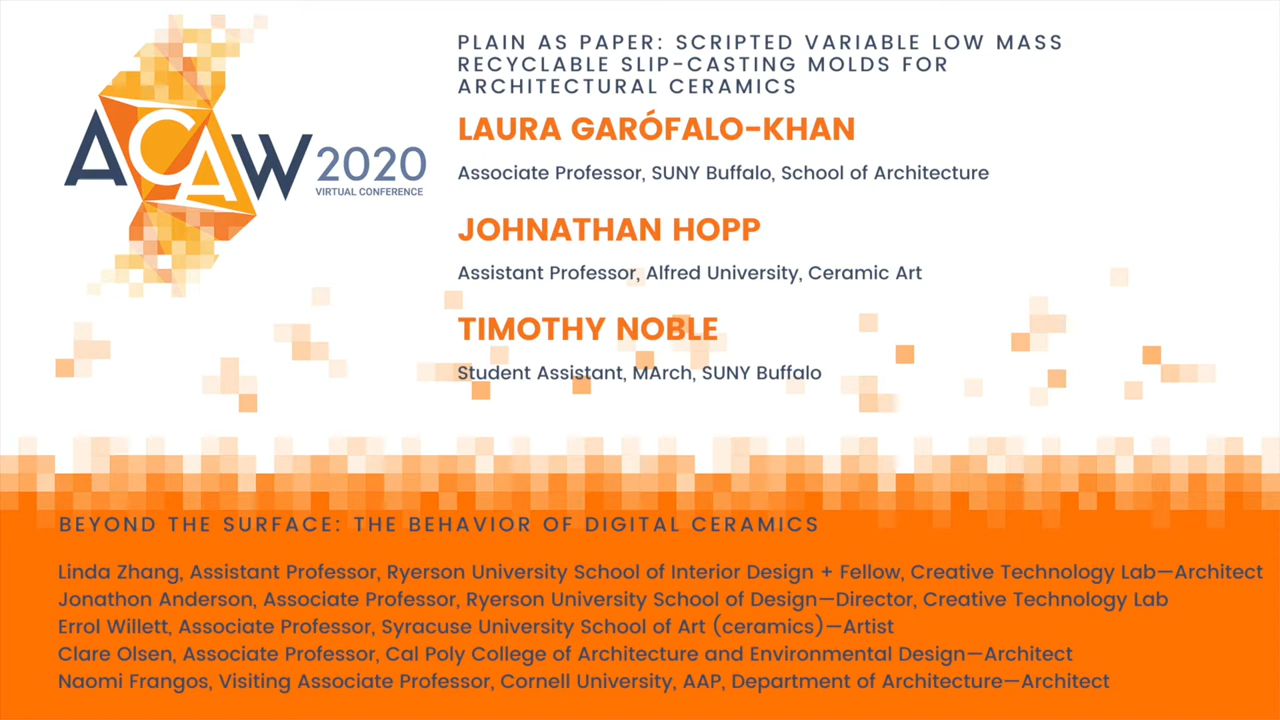 ACAW 2020
VIRTUAL CONFERENCE
PLAIN AS PAPER: SCRIPTED VARIABLE LOW MASS
RECYCLABLE SLIP-CASTING MOLDS FOR
ARCHITECTURAL CERAMICS
LAURA GARÓFALO-KHAN
Associate Professor, SUNY Buffalo, School of Architecture
JOHNATHAN HOPP
Assistant Professor, Alfred University, Ceramic Art
TIMOTHY NOBLE
Student Assistant, MArch, SUNY Buffalo
BEYOND THE SURFACE: THE BEHAVIOR OF DIGITAL CERAMICS
Linda Zhang, Assistant Professor, Ryerson University School of Interior Design + Fellow, Creative Technology Lab—Architect
Jonathon Anderson, Associate Professor, Ryerson University School of Design—Director, Creative Technology Lab
Errol Willett, Associate Professor, Syracuse University School of Art (ceramics)—Artist
Clare Olsen, Associate Professor, Cal Poly College of Architecture and Environmental Design—Architect
Naomi Frangos, Visiting Associate Professor, Cornell University, AAP, Department of Architecture—Architect